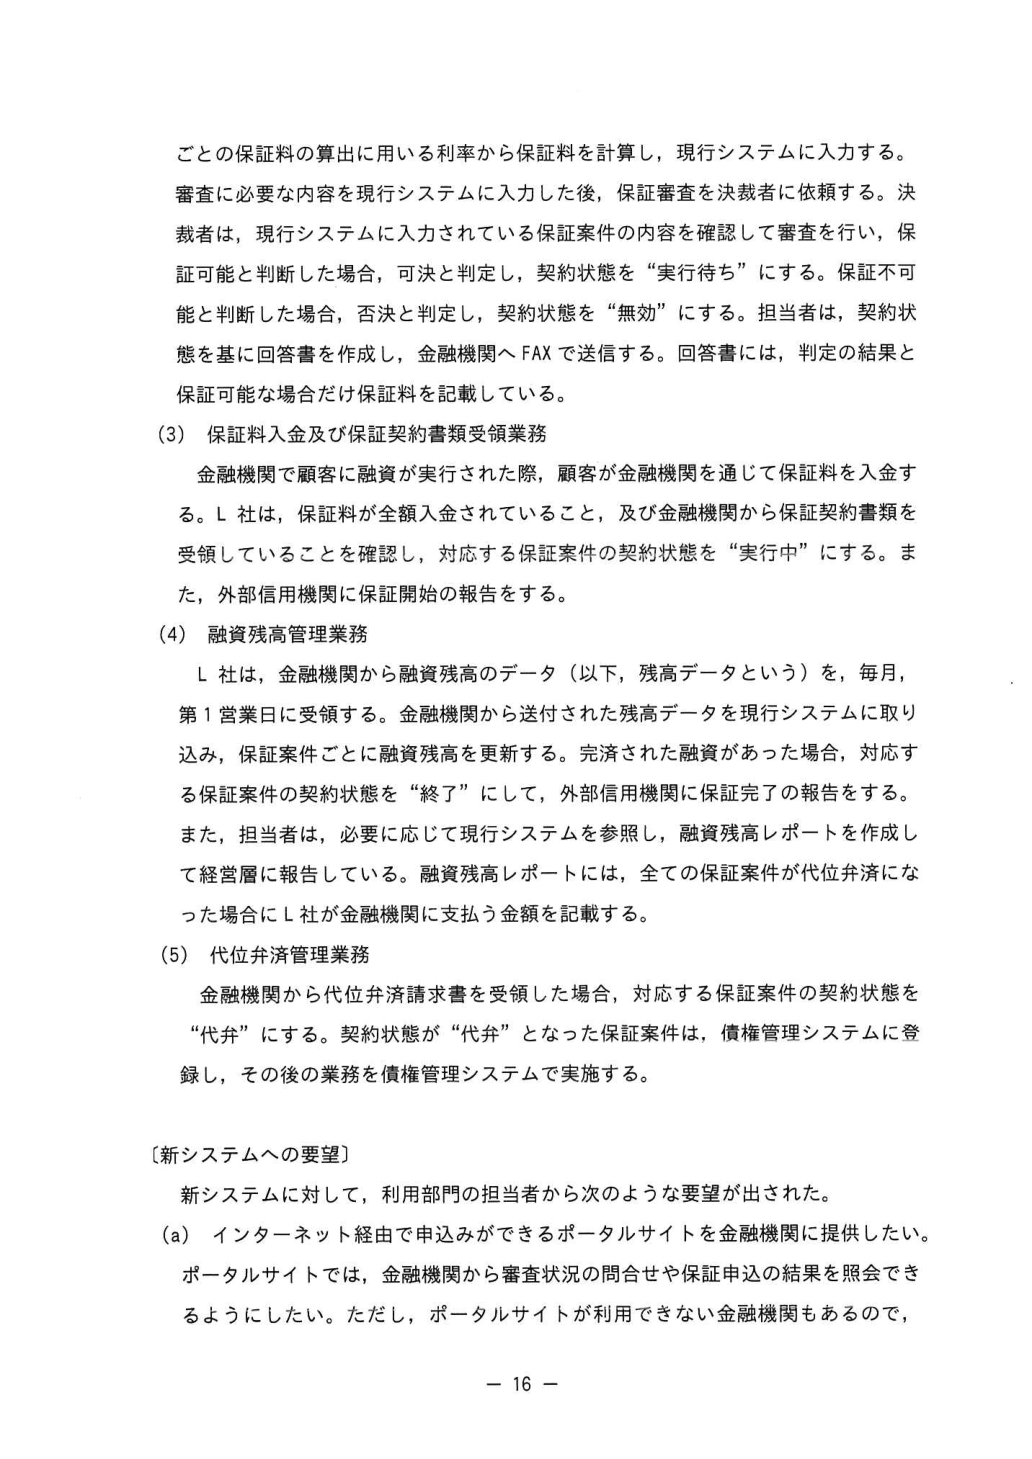 ごとの保証料の算出に用いる利率から保証料を計算し，現行システムに入力する。
審査に必要な内容を現行システムに入力した後，保証審査を決裁者に依頼する。決
裁者は，現行システムに入力されている保証案件の内容を確認して審査を行い，保
証可能と判断した場合，可決と判定し，契約状態を“実行待ち”にする。保証不可
能と判断した場合，否決と判定し，契約状態を“無効”にする。担当者は，契約状
態を基に回答書を作成し，金融機関へ FAX で送信する。回答書には，判定の結果と
保証可能な場合だけ保証料を記載している。
(3) 保証料入金及び保証契約書類受領業務
金融機関で顧客に融資が実行された際，顧客が金融機関を通じて保証料を入金す
る。L 社は，保証料が全額入金されていること，及び金融機関から保証契約書類を
受領していることを確認し，対応する保証案件の契約状態を“実行中”にする。ま
た，外部信用機関に保証開始の報告をする。
(4) 融資残高管理業務
L 社は，金融機関から融資残高のデータ（以下，残高データという）を，毎月，
第 1 営業日に受領する。金融機関から送付された残高データを現行システムに取り
込み，保証案件ごとに融資残高を更新する。完済された融資があった場合，対応す
る保証案件の契約状態を“終了”にして，外部信用機関に保証完了の報告をする。
また，担当者は，必要に応じて現行システムを参照し，融資残高レポートを作成し
て経営層に報告している。融資残高レポートには，全ての保証案件が代位弁済にな
った場合に L 社が金融機関に支払う金額を記載する。
(5) 代位弁済管理業務
金融機関から代位弁済請求書を受領した場合，対応する保証案件の契約状態を
“代弁”にする。契約状態が“代弁”となった保証案件は，債権管理システムに登
録し，その後の業務を債権管理システムで実施する。
〔新システムへの要望〕
新システムに対して，利用部門の担当者から次のような要望が出された。
(a) インターネット経由で申込みができるポータルサイトを金融機関に提供したい。
ポータルサイトでは，金融機関から審査状況の問合せや保証申込の結果を照会でき
るようにしたい。ただし，ポータルサイトが利用できない金融機関もあるので，
－ 16 －